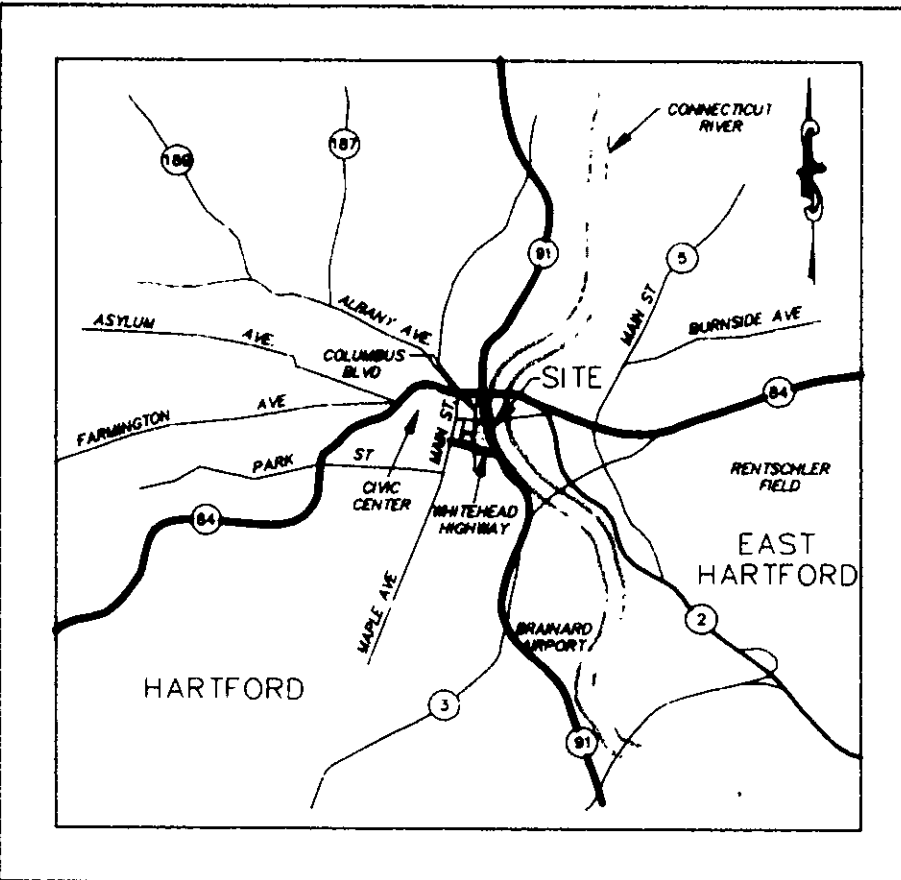 CONNECTICUT
RIVER
189
187
91
5
MAIN ST
BURNSIDE AVE
ALBANY AVE.
ASYLUM
AVE.
COLUMBUS
BLVD
SITE
84
FARMINGTON
AVE
MAIN ST.
PARK
ST
CIVIC
CENTER
WHITEHEAD
HIGHWAY
RENTSCHLER
FIELD
84
EAST
HARTFORD
MAPLE AVE
BRAINARD
AIRPORT
2
HARTFORD
3
91